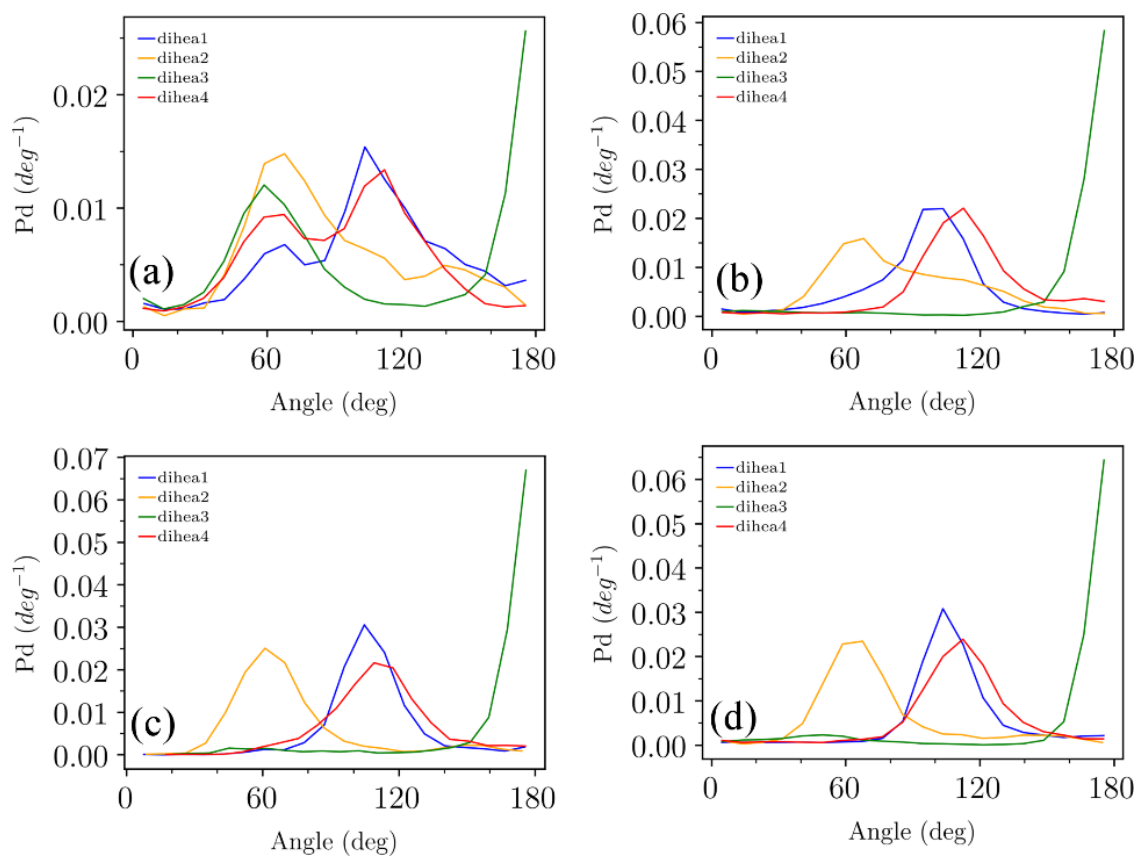 dihea1
dihea2
dihea3
dihea4
0.02
0.01
0.00
Pd (deg⁻¹)
(a)
0 60 120 180
Angle (deg)
dihea1
dihea2
dihea3
dihea4
0.06
0.05
0.04
0.03
0.02
0.01
0.00
Pd (deg⁻¹)
(b)
0 60 120 180
Angle (deg)
dihea1
dihea2
dihea3
dihea4
0.07
0.06
0.05
0.04
0.03
0.02
0.01
0.00
Pd (deg⁻¹)
(c)
0 60 120 180
Angle (deg)
dihea1
dihea2
dihea3
dihea4
0.06
0.05
0.04
0.03
0.02
0.01
0.00
Pd (deg⁻¹)
(d)
0 60 120 180
Angle (deg)